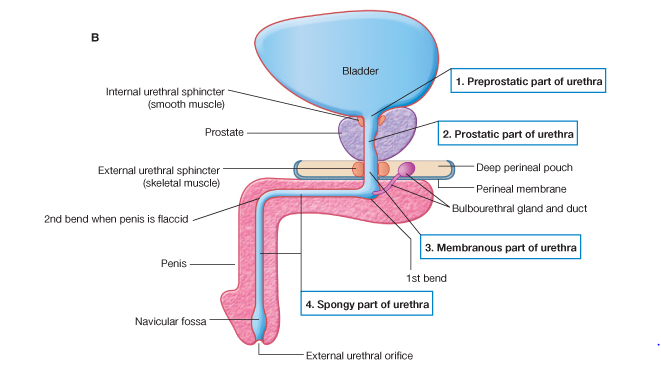 B
Bladder
1. Preprostatic part of urethra
Internal urethral sphincter
(smooth muscle)
2. Prostatic part of urethra
Prostate
External urethral sphincter
(skeletal muscle)
Deep perineal pouch
Perineal membrane
Bulbourethral gland and duct
2nd bend when penis is flaccid
3. Membranous part of urethra
Penis
1st bend
4. Spongy part of urethra
Navicular fossa
External urethral orifice